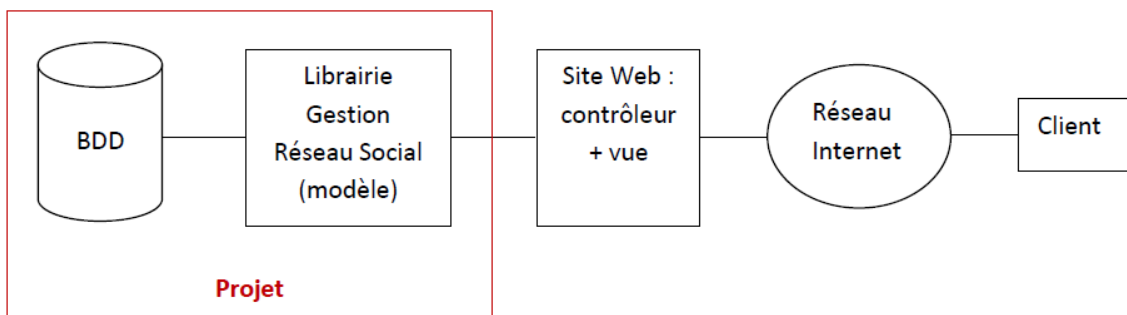 BDD
Librairie
Gestion
Réseau Social
(modèle)
Site Web :
contrôleur
+ vue
Réseau
Internet
Client
Projet